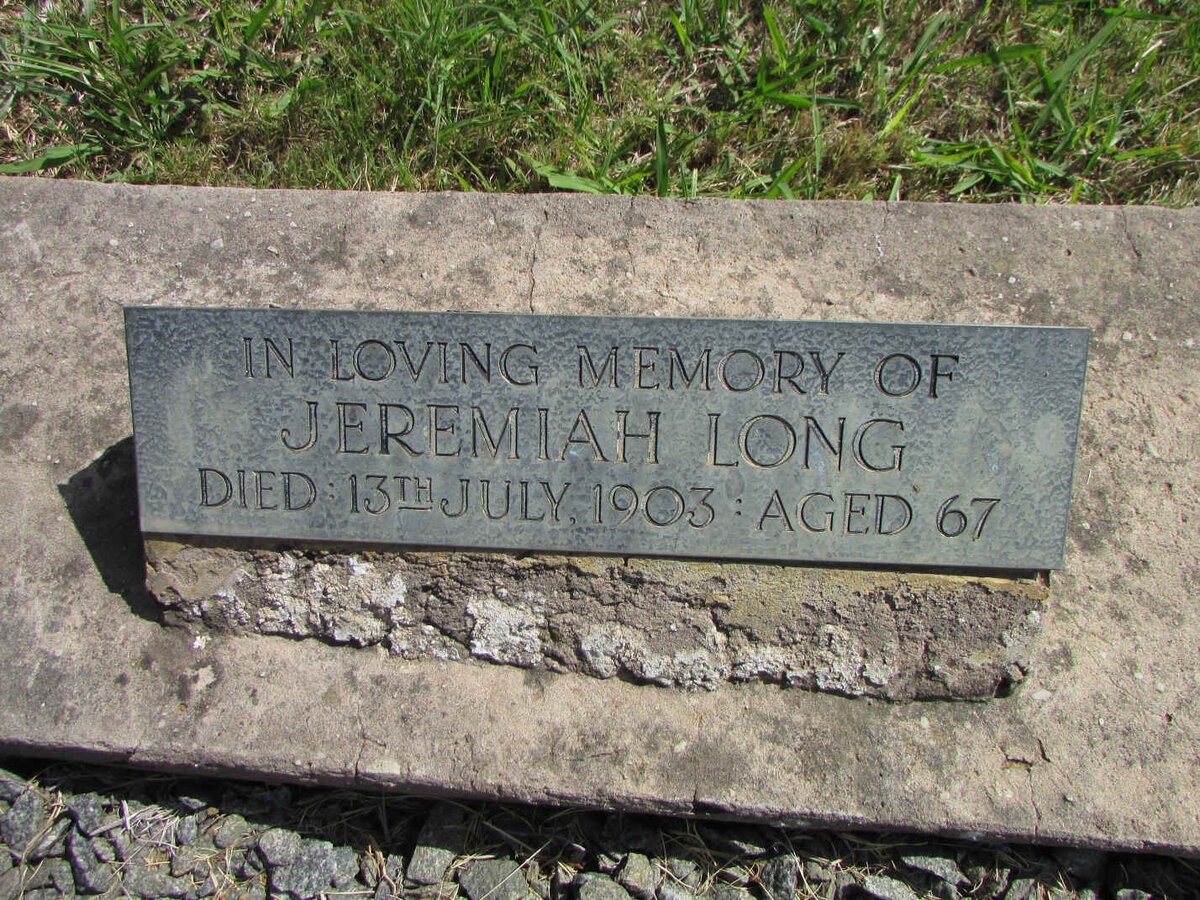 IN LOVING MEMORY OF
JEREMIAH LONG
DIED : 13TH JULY, 1903 : AGED 67